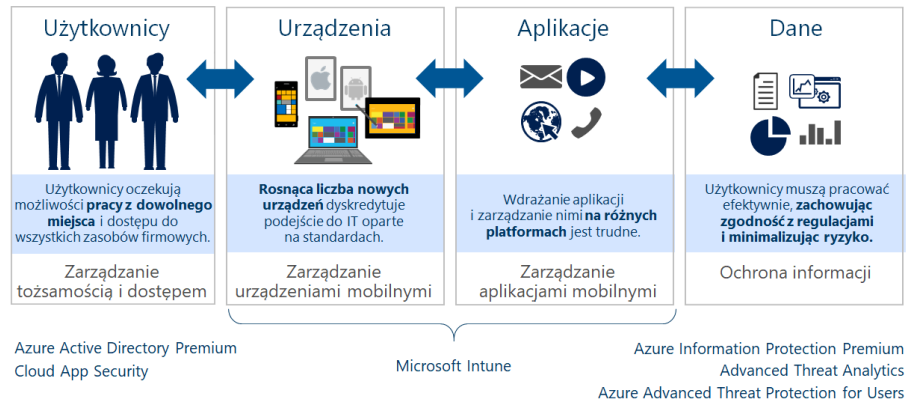 Użytkownicy
Użytkownicy oczekują
możliwości pracy z dowolnego
miejsca i dostępu do
wszystkich zasobów firmowych.
Zarządzanie
tożsamością i dostępem
Urządzenia
Rosnąca liczba nowych
urządzeń dyskredytuje
podejście do IT oparte
na standardach.
Zarządzanie
urządzeniami mobilnymi
Aplikacje
Wdrażanie aplikacji
i zarządzanie nimi na różnych
platformach jest trudne.
Zarządzanie
aplikacjami mobilnymi
Dane
Użytkownicy muszą pracować
efektywnie, zachowując
zgodność z regulacjami
i minimalizując ryzyko.
Ochrona informacji
Azure Active Directory Premium
Cloud App Security
Microsoft Intune
Azure Information Protection Premium
Advanced Threat Analytics
Azure Advanced Threat Protection for Users